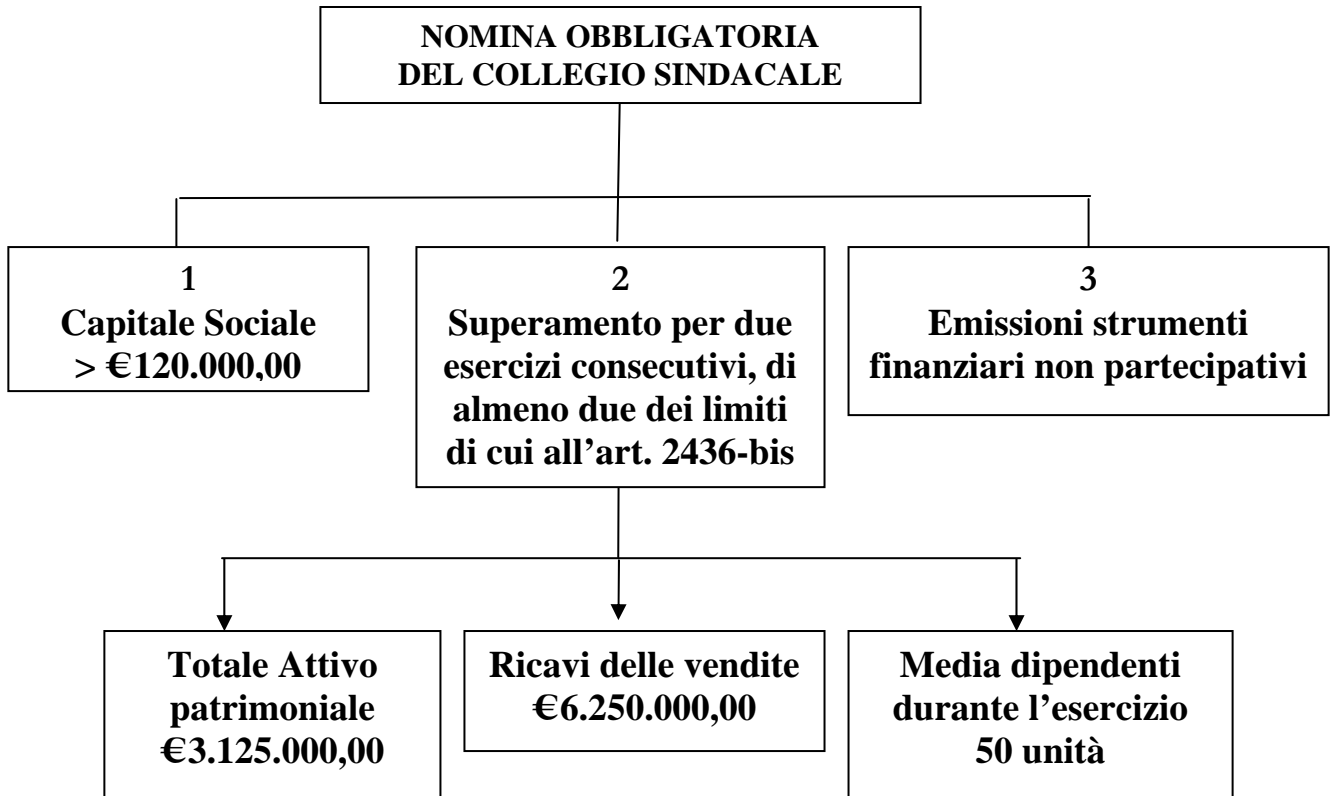 NOMINA OBBLIGATORIA
DEL COLLEGIO SINDACALE
1
Capitale Sociale
> €120.000,00
2
Superamento per due
esercizi consecutivi, di
almeno due dei limiti
di cui all’art. 2436-bis
3
Emissioni strumenti
finanziari non partecipativi
Totale Attivo
patrimoniale
€3.125.000,00
Ricavi delle vendite
€6.250.000,00
Media dipendenti
durante l’esercizio
50 unità